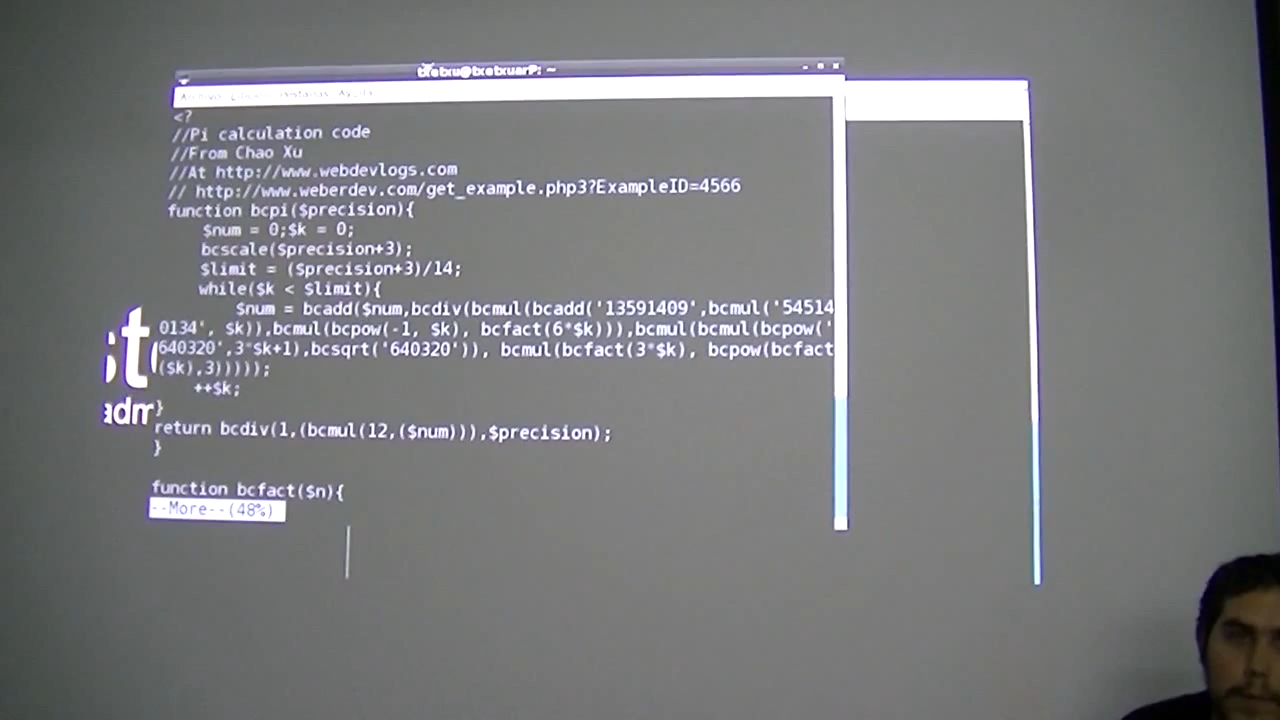 <?
//Pi calculation code
//From Chao Xu
//At http://www.webdevlogs.com
// http://www.weberdev.com/get_example.php3?ExampleID=4566
function bcpi($precision){
$num = 0;$k = 0;
bcscale($precision+3);
$limit = ($precision+3)/14;
while($k < $limit){
$num = bcadd($num,bcdiv(bcmul(bcadd('13591409',bcmul('54514
0134', $k)),bcmul(bcpow(-1, $k), bcfact(6*$k))),bcmul(bcmul(bcpow('
640320',3*$k+1),bcsqrt('640320')), bcmul(bcfact(3*$k), bcpow(bcfact
($k),3)))));
++$k;
}
adm
return bcdiv(1,(bcmul(12,($num))),$precision);
}
function bcfact($n){
--More--(48%)